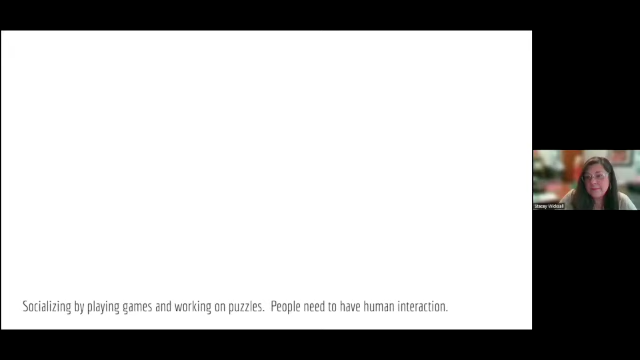 Socializing by playing games and working on puzzles. People need to have human interaction.